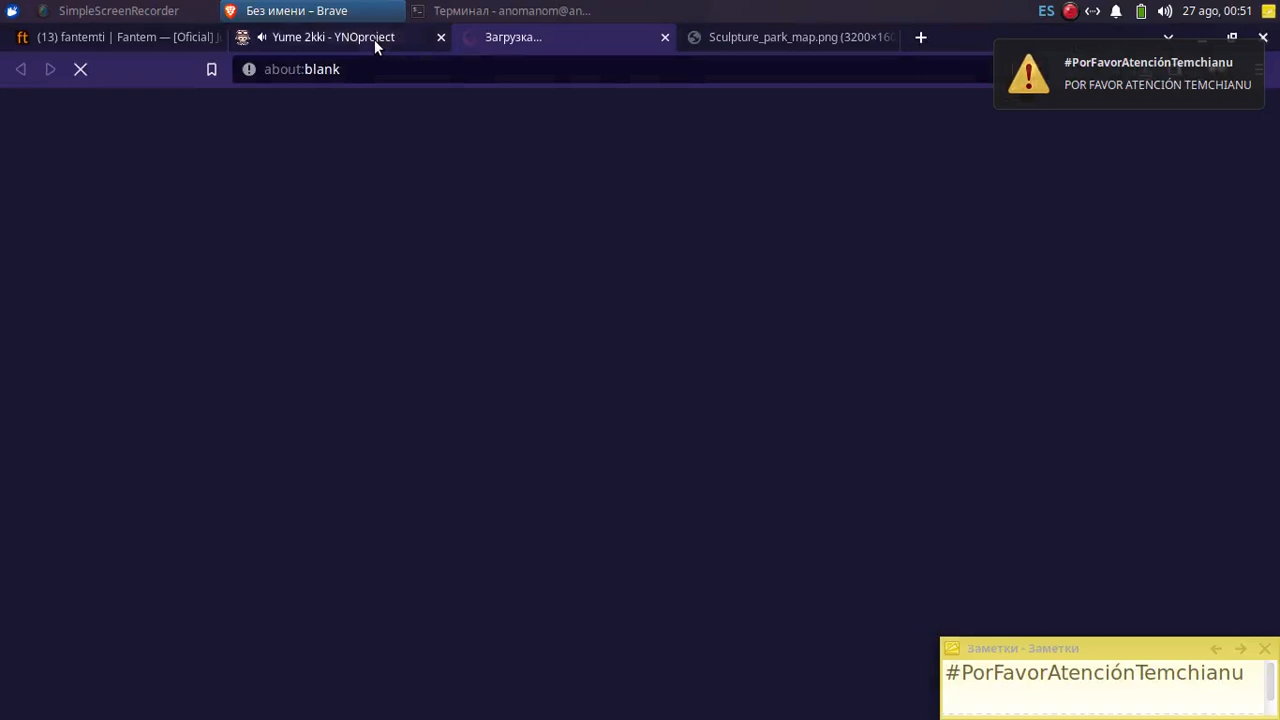 SimpleScreenRecorder
Без имени – Brave
Терминал - anomanom@an...
ES
27 ago, 00:51
ft (13) fantemti | Fantem — [Oficial] J
Yume 2kki - YNOproject
Загрузка...
Sculpture_park_map.png (3200×160
about:blank
#PorFavorAtenciónTemchianu
POR FAVOR ATENCIÓN TEMCHIANU
Заметки - Заметки
#PorFavorAtenciónTemchianu